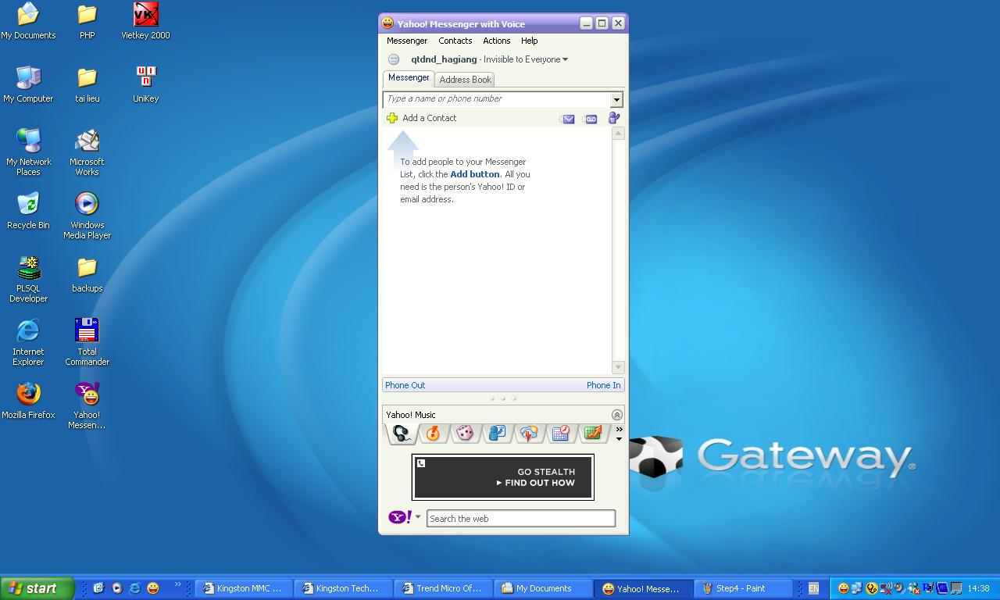 My Documents
PHP
Vietkey 2000
My Computer
tai lieu
UniKey
My Network
Places
Microsoft
Works
Recycle Bin
Windows
Media Player
PLSQL
Developer
backups
Internet
Explorer
Total
Commander
Mozilla Firefox
Yahoo!
Messen...
Yahoo! Messenger with Voice
Messenger Contacts Actions Help
qtdnd_hagiang - Invisible to Everyone
Messenger Address Book
Type a name or phone number
Add a Contact
To add people to your Messenger
List, click the Add button. All you
need is the person's Yahoo! ID or
email address.
Phone Out Phone In
Yahoo! Music
GO STEALTH
FIND OUT HOW
Y! Search the web
Gateway
start
Kingston MMC ...
Kingston Tech...
Trend Micro Of...
My Documents
Yahoo! Messe...
Step4 - Paint
EN
14:38